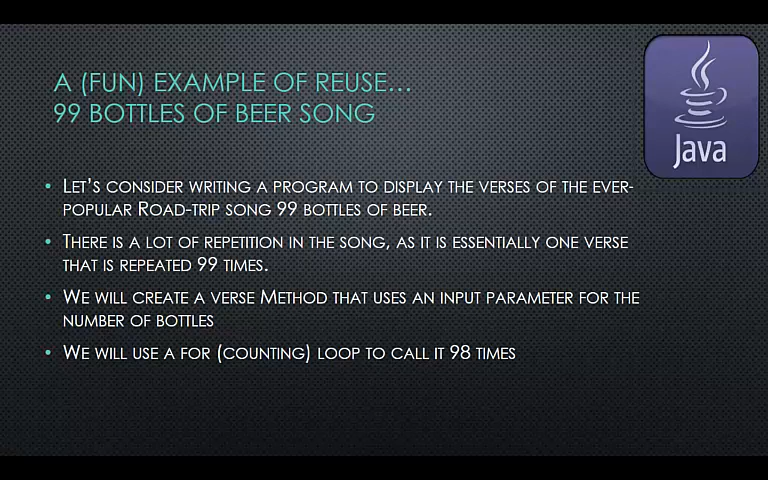 A (FUN) EXAMPLE OF REUSE...
99 BOTTLES OF BEER SONG
Java
• LET'S CONSIDER WRITING A PROGRAM TO DISPLAY THE VERSES OF THE EVER-
POPULAR ROAD-TRIP SONG 99 BOTTLES OF BEER.
• THERE IS A LOT OF REPETITION IN THE SONG, AS IT IS ESSENTIALLY ONE VERSE
THAT IS REPEATED 99 TIMES.
• WE WILL CREATE A VERSE METHOD THAT USES AN INPUT PARAMETER FOR THE
NUMBER OF BOTTLES
• WE WILL USE A FOR (COUNTING) LOOP TO CALL IT 98 TIMES